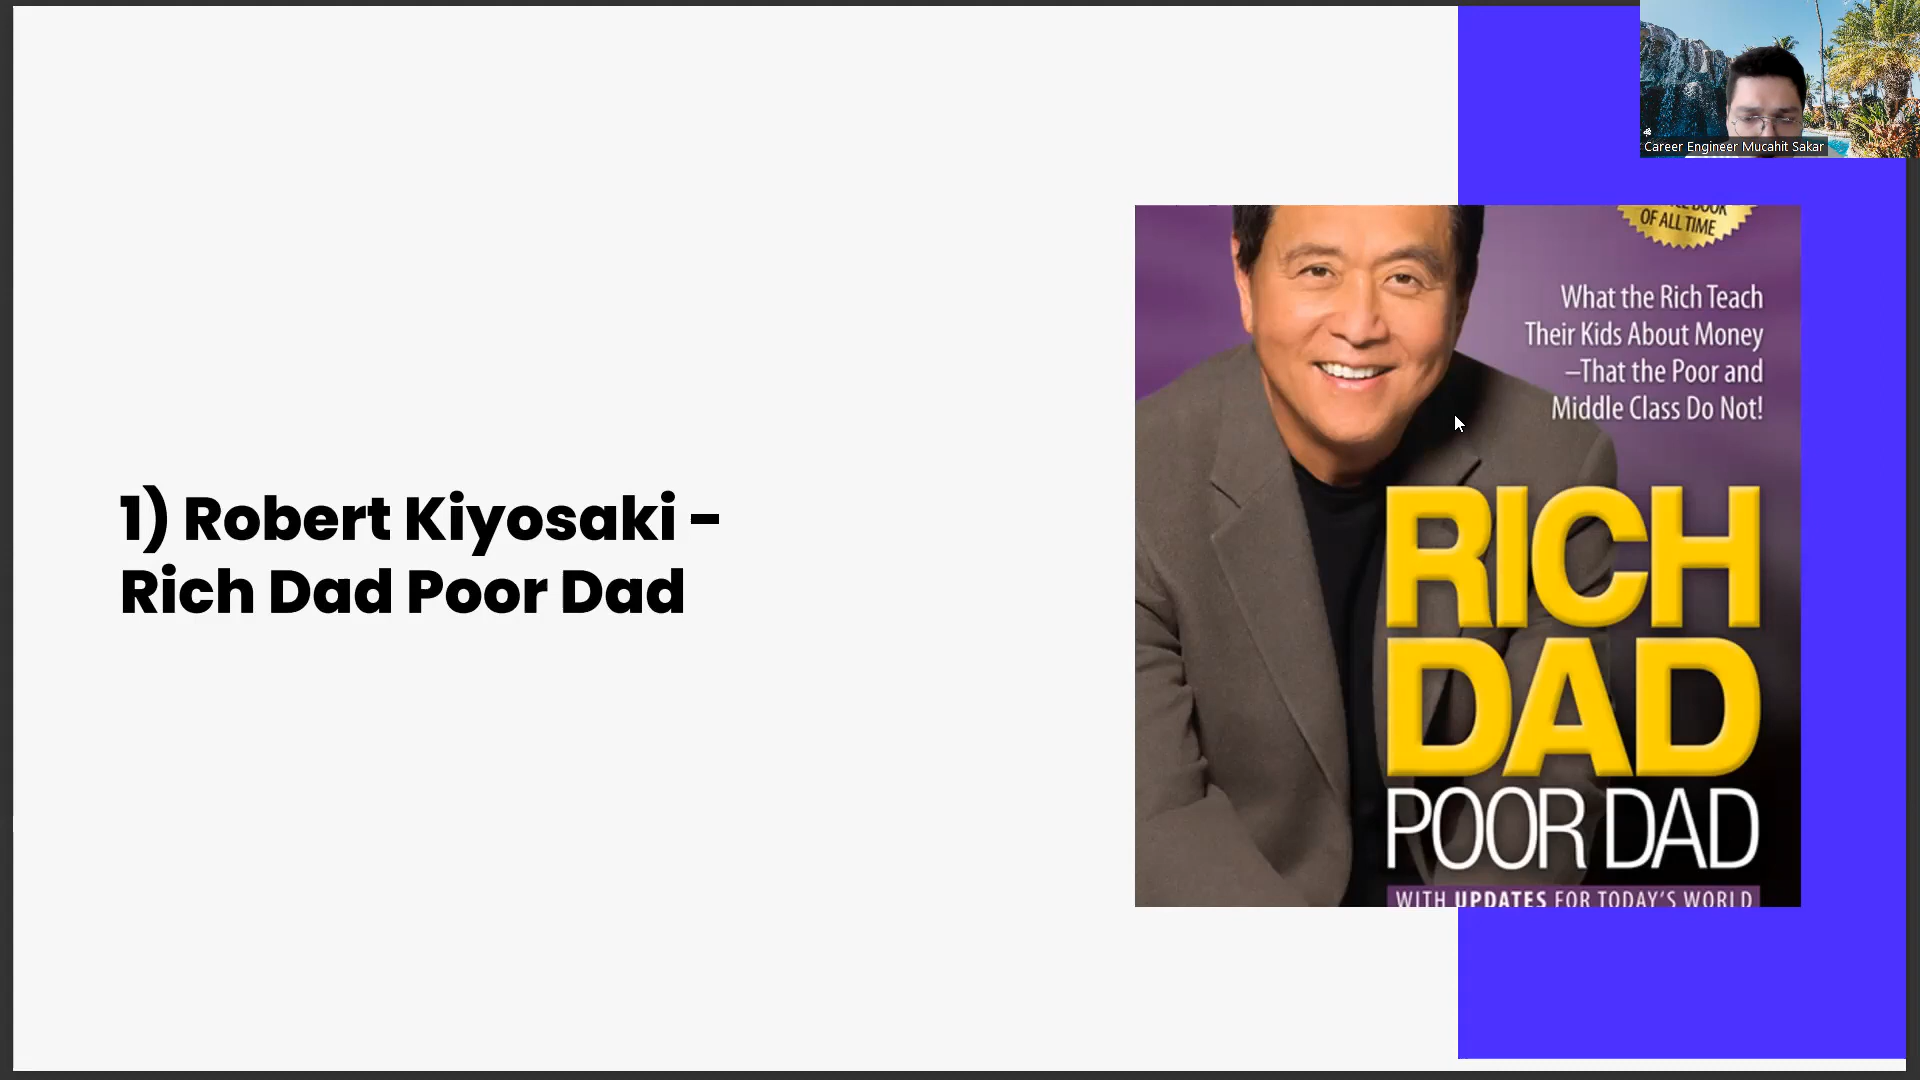 1) Robert Kiyosaki -
Rich Dad Poor Dad
OF ALL TIME
What the Rich Teach
Their Kids About Money
–That the Poor and
Middle Class Do Not!
RICH
DAD
POOR DAD
WITH UPDATES FOR TODAY'S WORLD
Career Engineer Mucahit Sakar